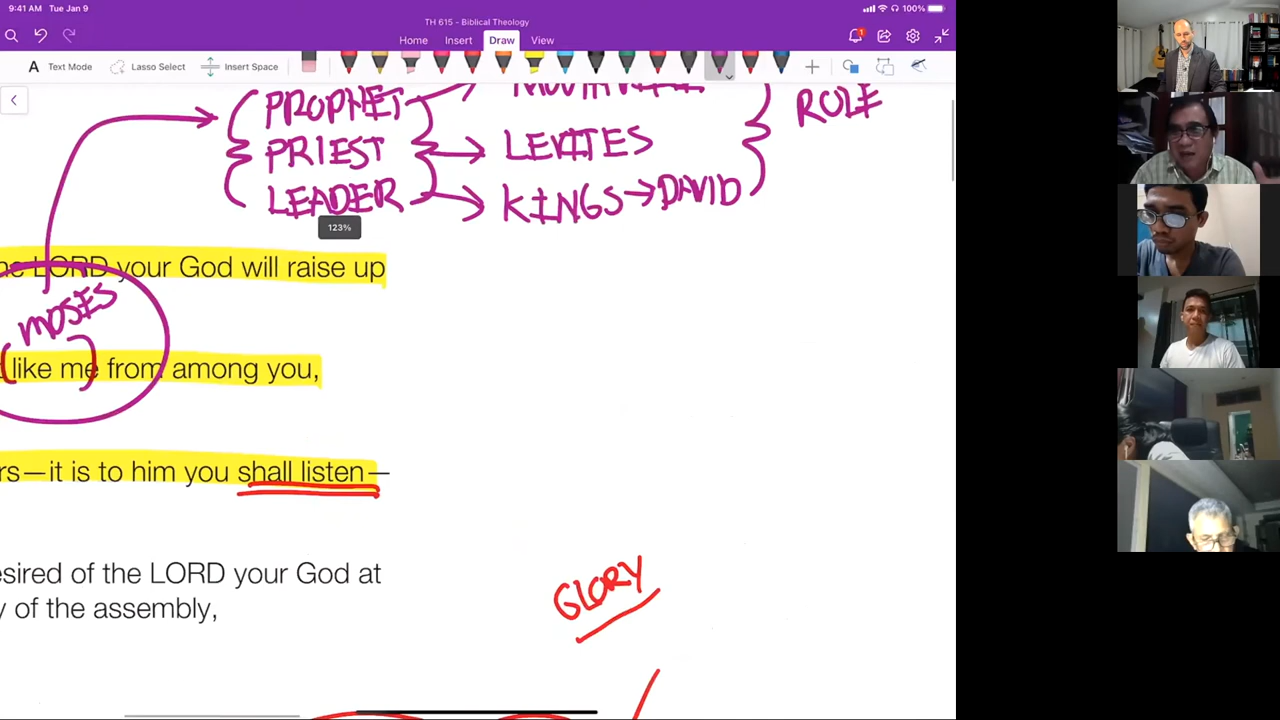 9:41 AM Tue Jan 9
100%
TH 615 - Biblical Theology
Home Insert Draw View
1
A Text Mode Lasso Select Insert Space
PROPHET
PRIEST LEVITES
LEADER KINGS DAVID
ROLE
123%
LORD your God will raise up
MOSES
like me from among you,
it is to him you shall listen—
of the LORD your God at
of the assembly,
GLORY